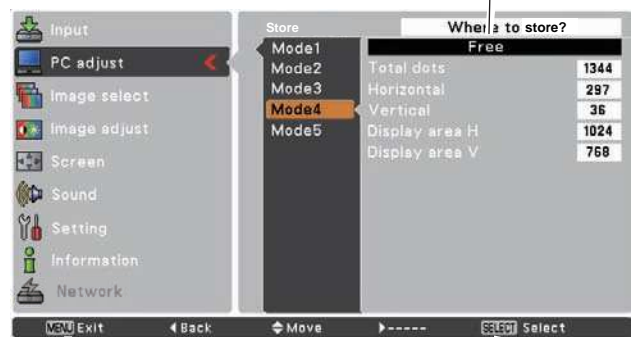 Input
PC adjust
Image select
Image adjust
Screen
Sound
Setting
Information
Network
Store
Mode1
Mode2
Mode3
Mode4
Mode5
Where to store?
Free
Total dots 1344
Horizontal 297
Vertical 36
Display area H 1024
Display area V 768
MENU Exit ◀Back Move ▶----- SELECT Select